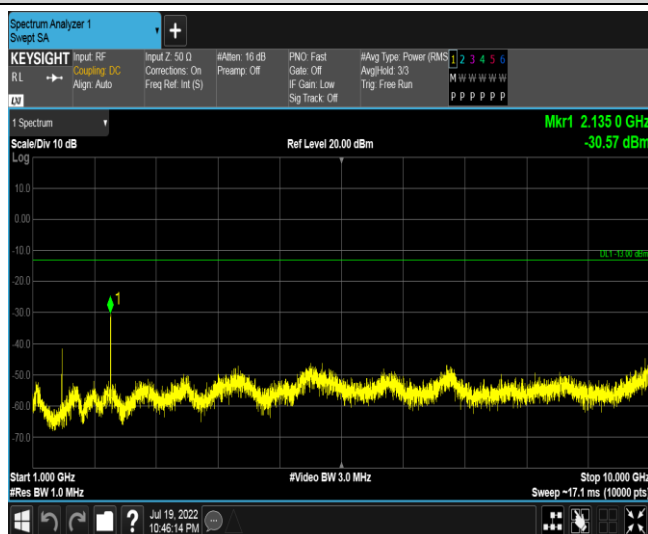 Spectrum Analyzer 1
Swept SA
+
KEYSIGHT
RL
LXI
Input: RF
Coupling: DC
Align: Auto
Input Z: 50 Ω
Corrections: On
Freq Ref: Int (S)
#Atten: 16 dB
Preamp: Off
PNO: Fast
Gate: Off
IF Gain: Low
Sig Track: Off
#Avg Type: Power (RMS
Avg|Hold: 3/3
Trig: Free Run
1 2 3 4 5 6
M W W W W W
P P P P P P
1 Spectrum
Mkr1 2.135 0 GHz
-30.57 dBm
Scale/Div 10 dB
Ref Level 20.00 dBm
Log
10.0
0.00
DL1 -13.00 dBm
-10.0
-20.0
1
-30.0
-40.0
-50.0
-60.0
-70.0
Start 1.000 GHz
#Video BW 3.0 MHz
Stop 10.000 GHz
#Res BW 1.0 MHz
Sweep ~17.1 ms (10000 pts)
?
Jul 19, 2022
10:46:14 PM